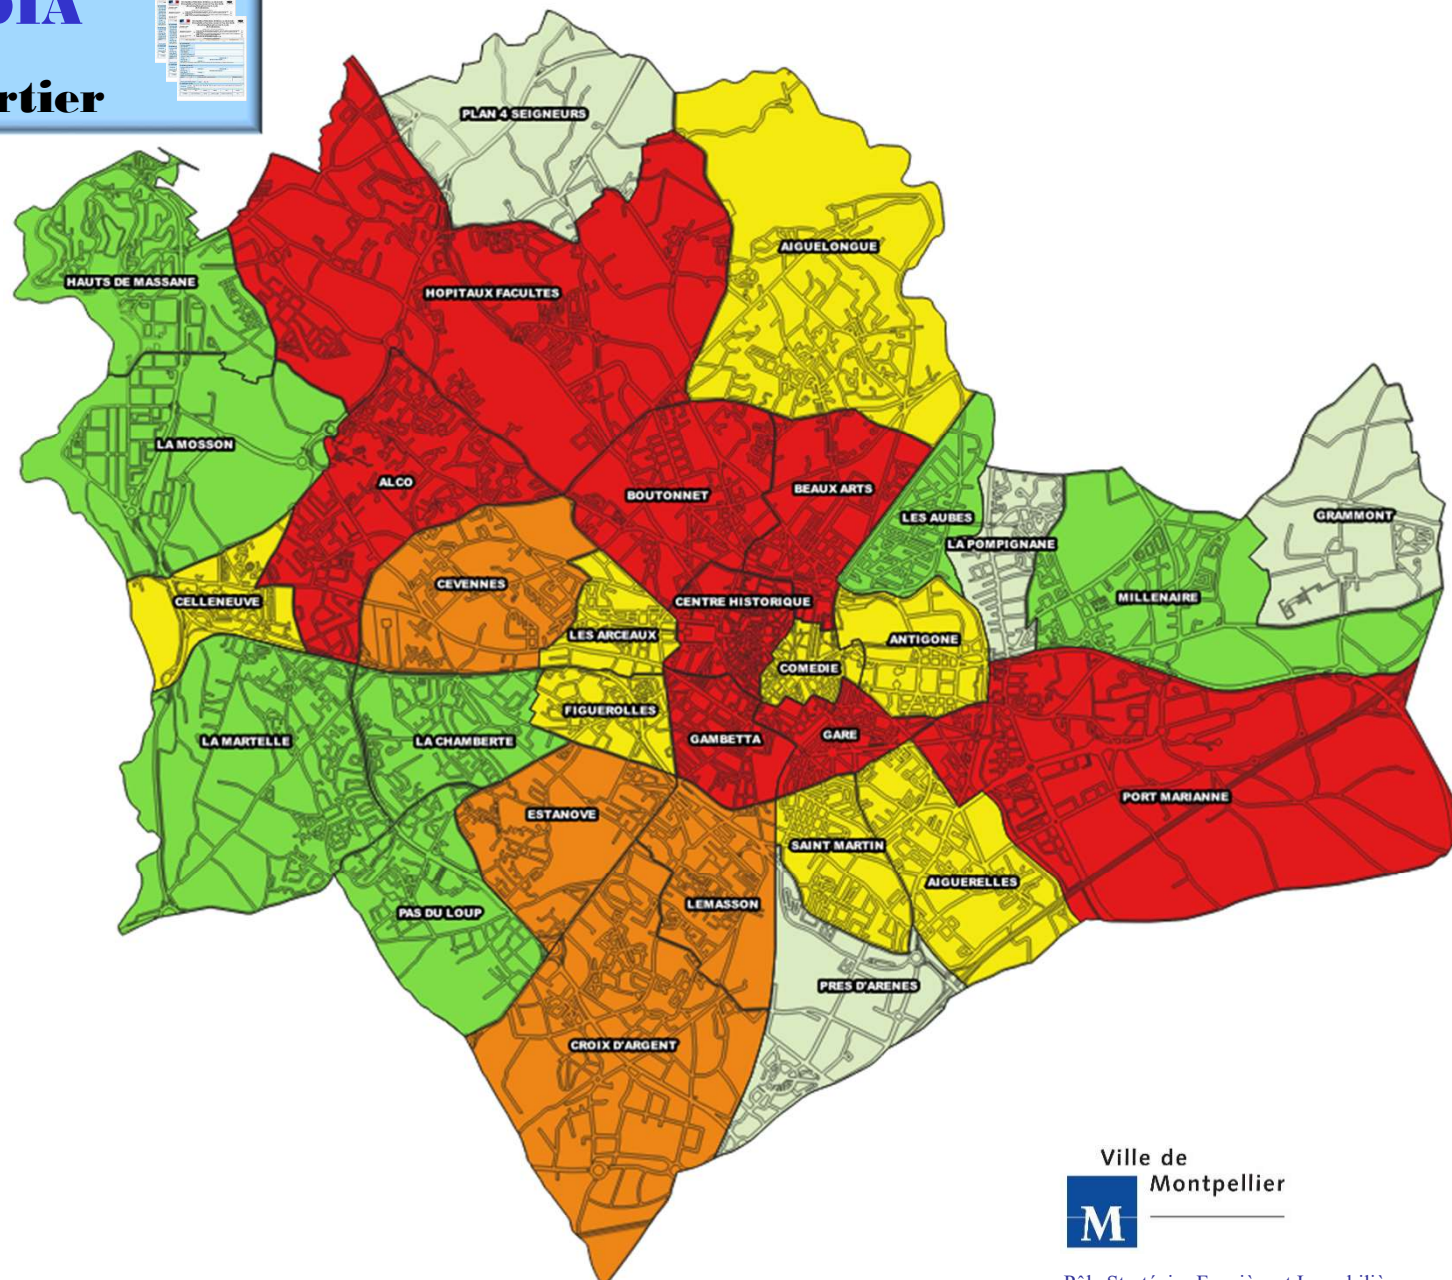 DIA
rtier
PLAN 4 SEIGNEURS
AIGUELONGUE
HAUTS DE MASSANE
HOPITAUX FACULTES
LA MOSSON
ALCO
BOUTONNET
BEAUX ARTS
LES AUBES
GRAMMONT
LA POMPIGNANE
CEVENNES
MILLENAIRE
CELLENEUVE
CENTRE HISTORIQUE
LES ARCEAUX
ANTIGONE
COMEDIE
FIGUEROLLES
LA MARTELLE
LA CHAMBERTE
GAMBETTA
GARE
PORT MARIANNE
ESTANOVE
SAINT MARTIN
AIGUERELLES
LEMASSON
PAS DU LOUP
PRES D'ARENES
CROIX D'ARGENT
Ville de
Montpellier
M